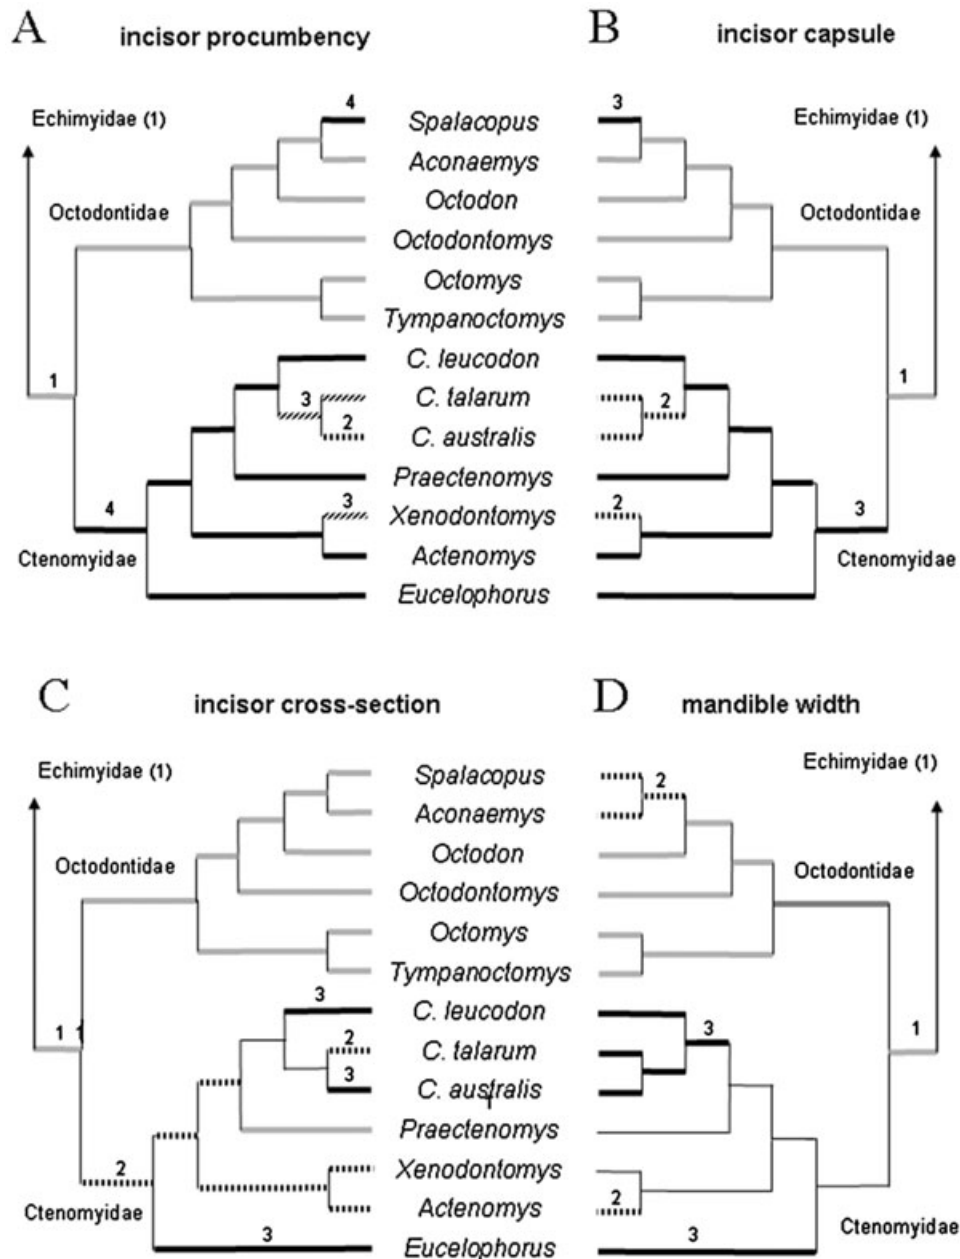 A
incisor procumbency
B
incisor capsule
4
3
Echimyidae (1)
Spalacopus
Echimyidae (1)
Aconaemys
Octodontidae
Octodon
Octodontidae
Octodontomys
Octomys
Tympanoctomys
C. leucodon
1
1
3
C. talarum
2
2
C. australis
Praectenomys
4
3
Xenodontomys
2
3
Ctenomyidae
Actenomys
Ctenomyidae
Eucelophorus
C
incisor cross-section
D
mandible width
Echimyidae (1)
Spalacopus
2
Echimyidae (1)
Aconaemys
Octodontidae
Octodon
Octodontidae
Octodontomys
Octomys
Tympanoctomys
3
C. leucodon
1 1
3
1
2
C. talarum
3
C. australis
Praectenomys
2
Xenodontomys
2
Ctenomyidae
Actenomys
Ctenomyidae
3
Eucelophorus
3